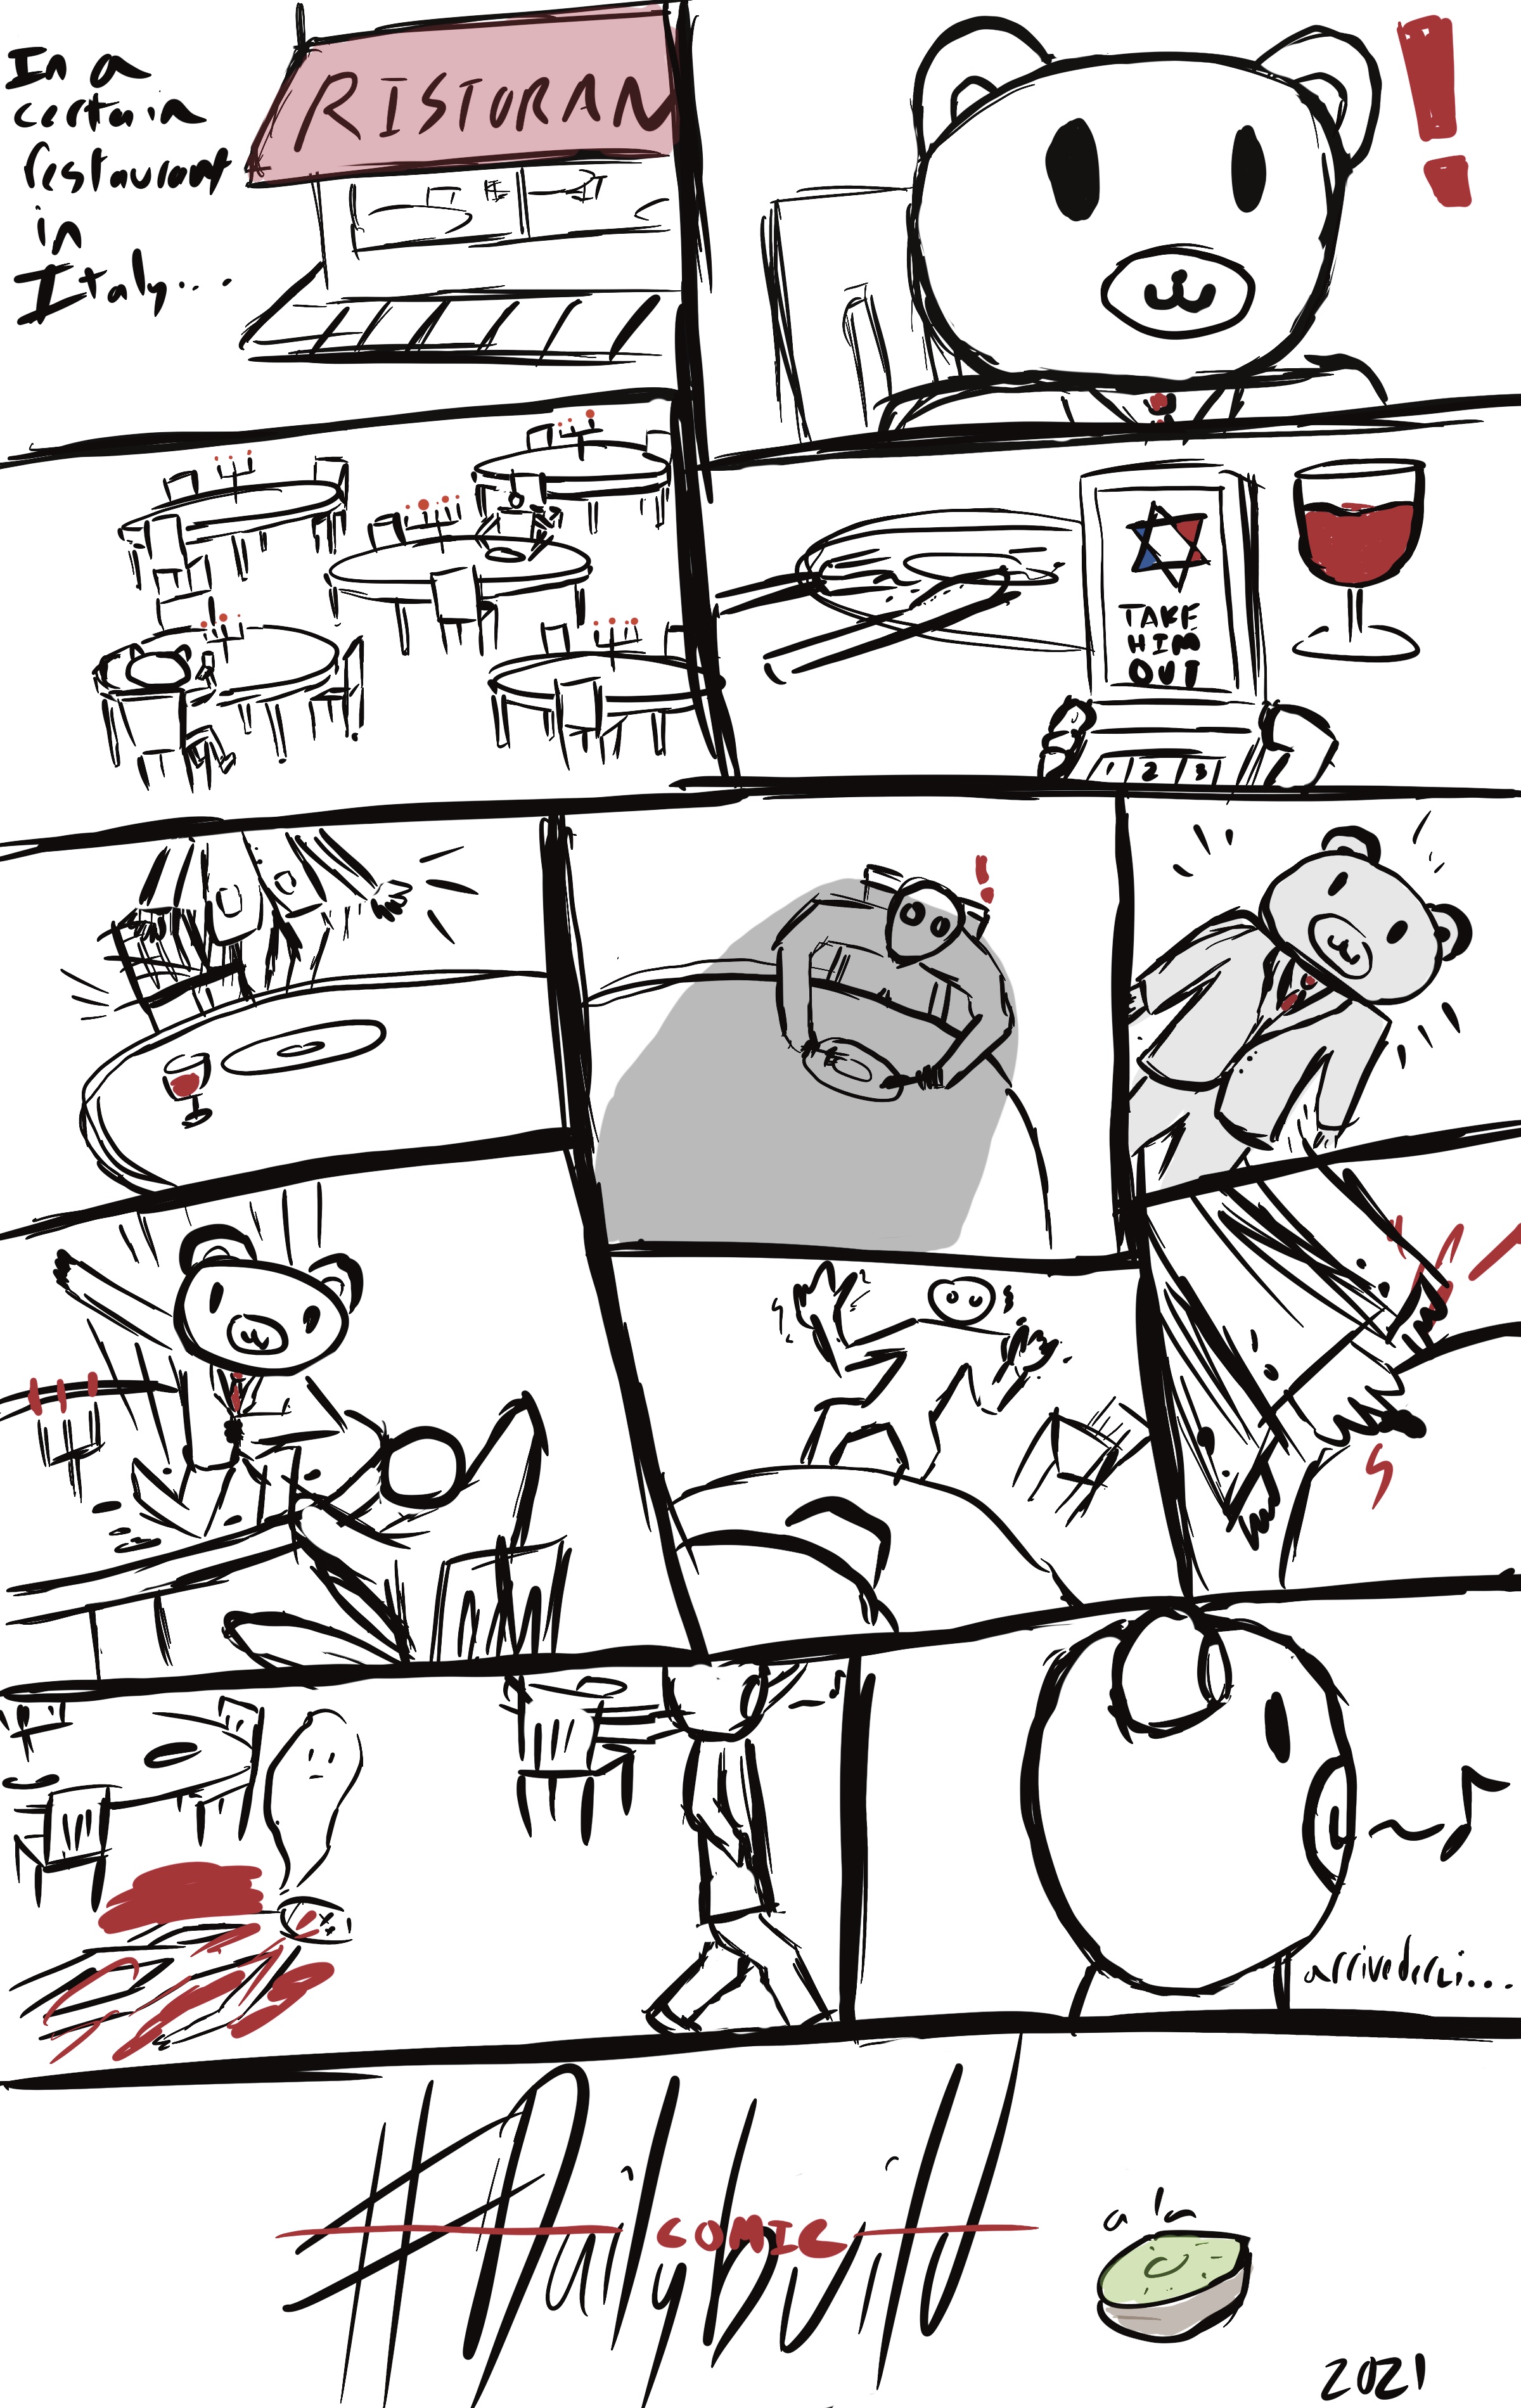 In a
certain
restaurant
in
Italy...
RISTORAN
!
TAKE
HIM
OUT
1 2 3
!
arrivederci...
#Dailybuild
COMIC
a la
2021